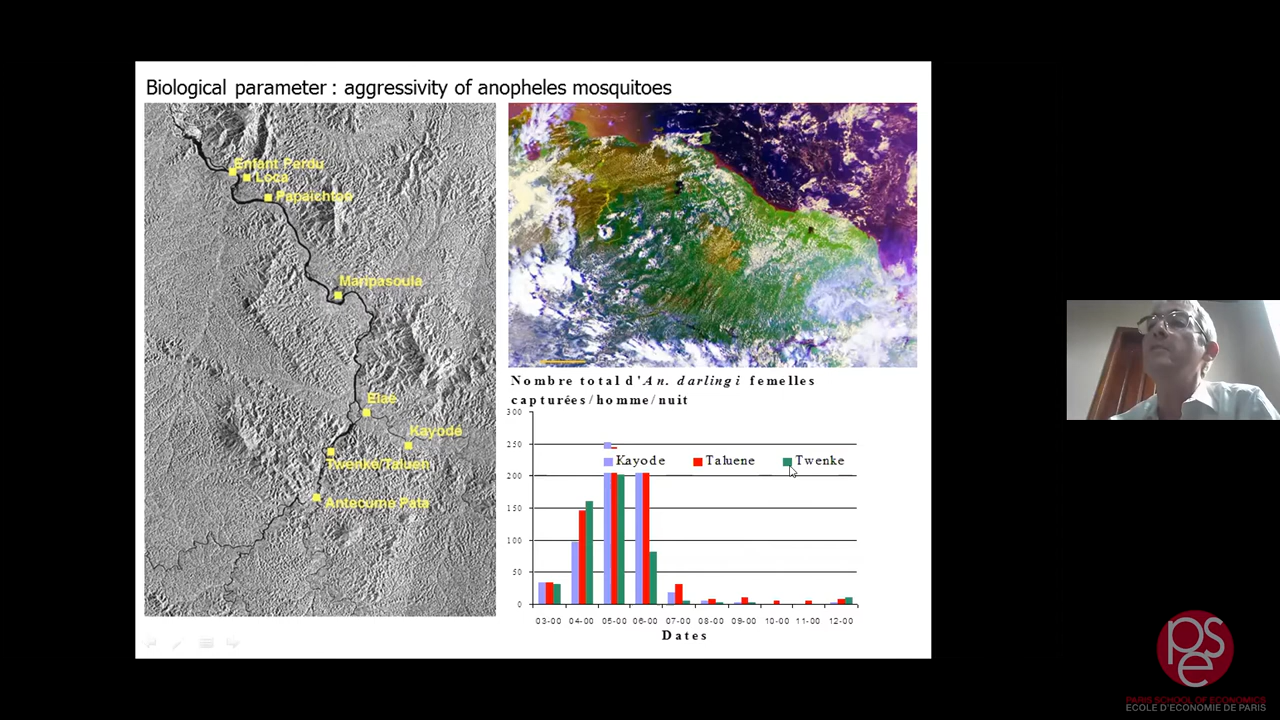 Biological parameter : aggressivity of anopheles mosquitoes
Enfant Perdu
Loca
Papaichton
Maripasoula
Elaé
Kayodé
Twenke/Taluen
Antecume Pata
Nombre total d'An. darlingi femelles
capturées/homme/nuit
300
250
200
150
100
50
0
Kayode
Taluene
Twenke
03-00 04-00 05-00 06-00 07-00 08-00 09-00 10-00 11-00 12-00
Dates
pse
PARIS SCHOOL OF ECONOMICS
ECOLE D'ECONOMIE DE PARIS